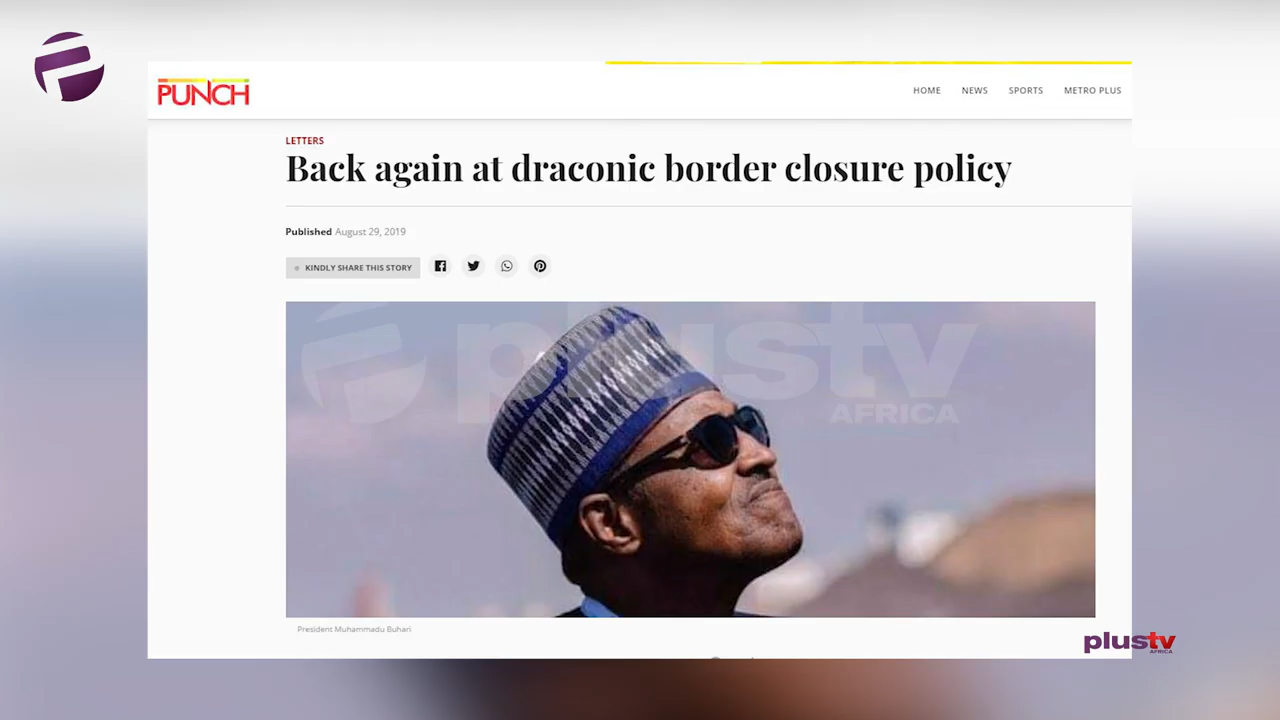 PUNCH
HOME NEWS SPORTS METRO PLUS
LETTERS
Back again at draconic border closure policy
Published August 29, 2019
KINDLY SHARE THIS STORY
plustv
AFRICA
President Muhammadu Buhari
plustv
AFRICA